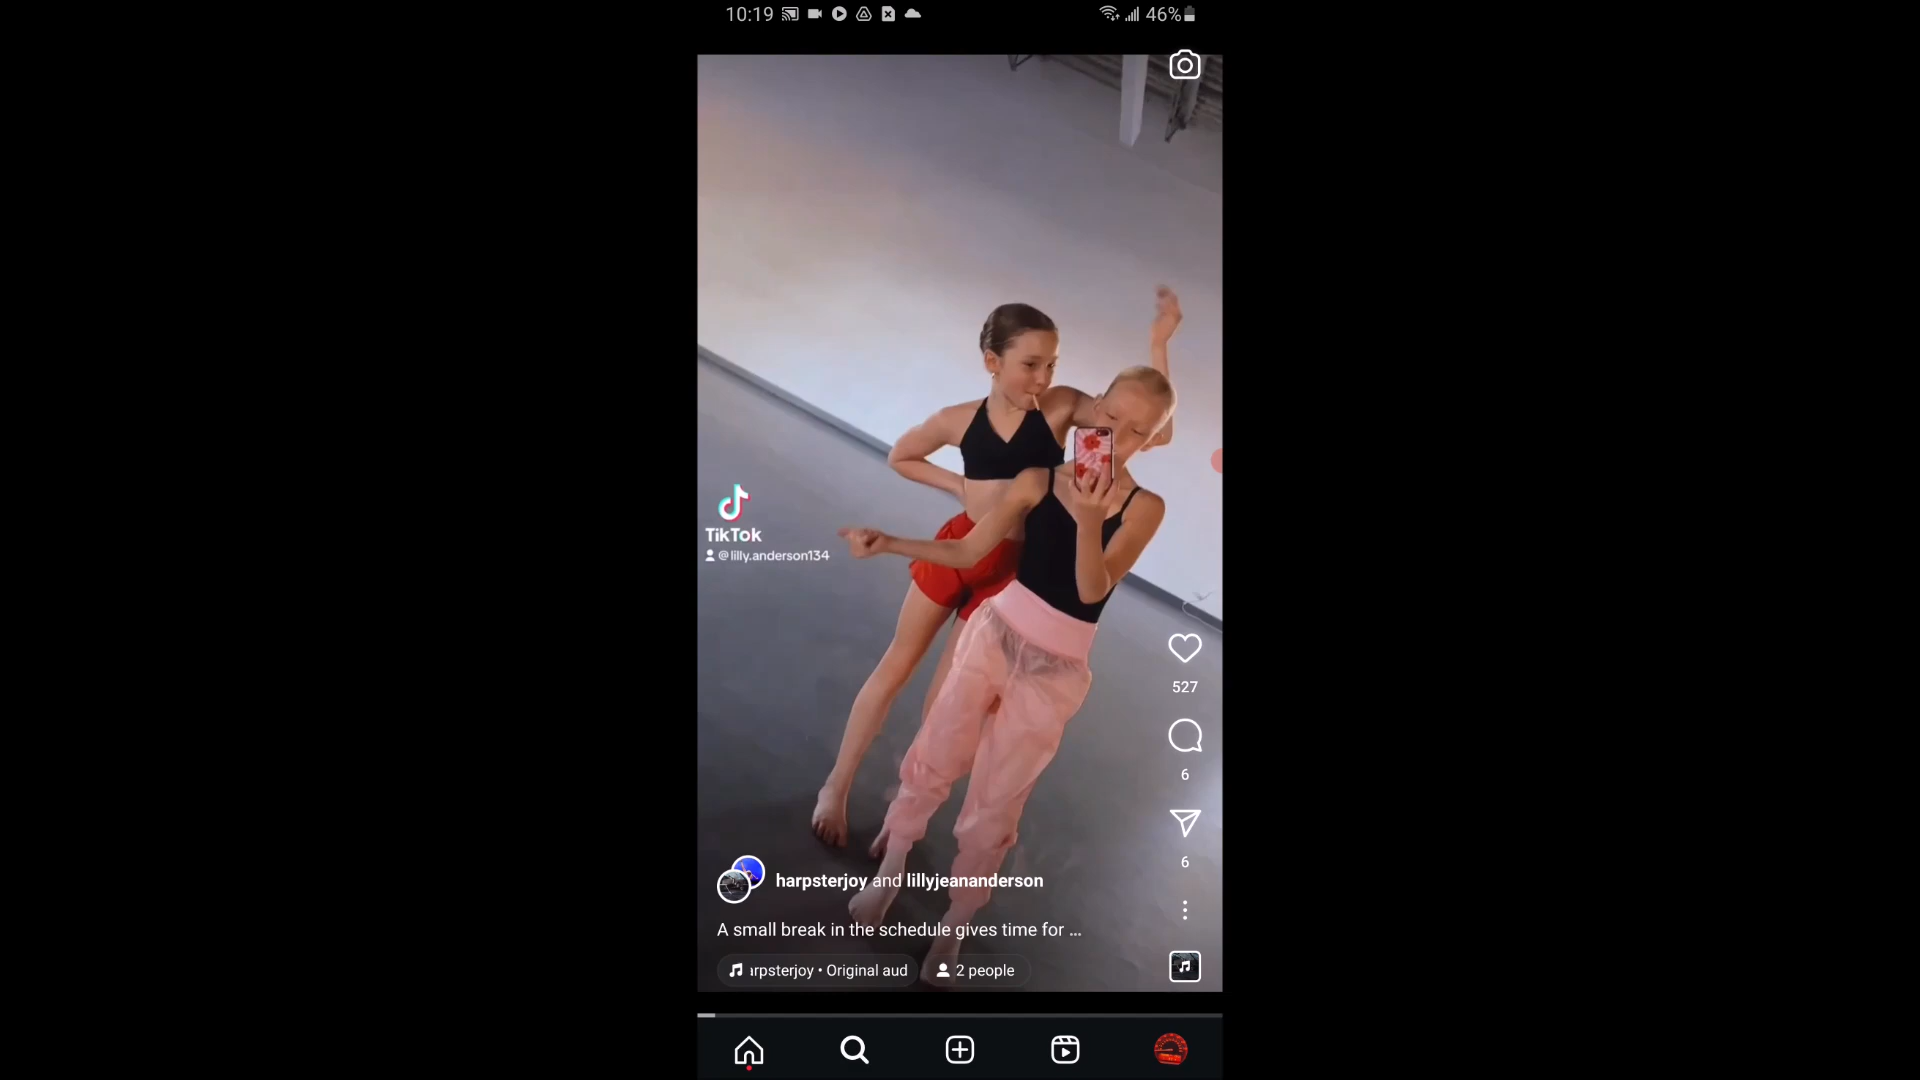 10:19
46%
TikTok
@lilly.anderson134
527
6
6
harpsterjoy and lillyjeananderson
A small break in the schedule gives time for ...
arpsterjoy • Original aud
2 people